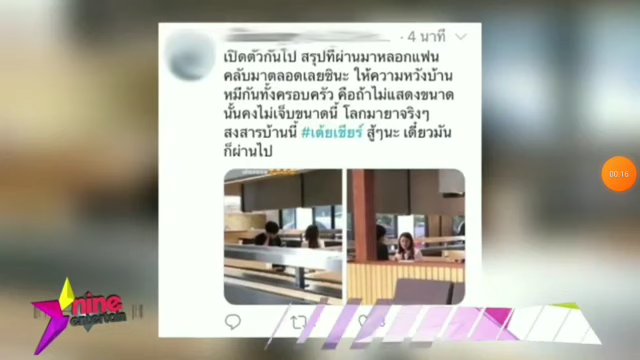 · 4 นาที
เปิดตัวกันไป สรุปที่ผ่านมาหลอกแฟน
คลับมาตลอดเลยซินะ ให้ความหวังบ้าน
หมีกันทั้งครอบครัว คือถ้าไม่แสดงขนาด
นั้นคงไม่เจ็บขนาดนี้ โลกมายาจริงๆ
สงสารบ้านนี้ #เต้ยเชียร์ สู้ๆนะ เดี๋ยวมัน
ก็ผ่านไป
00:16
nine
entertain